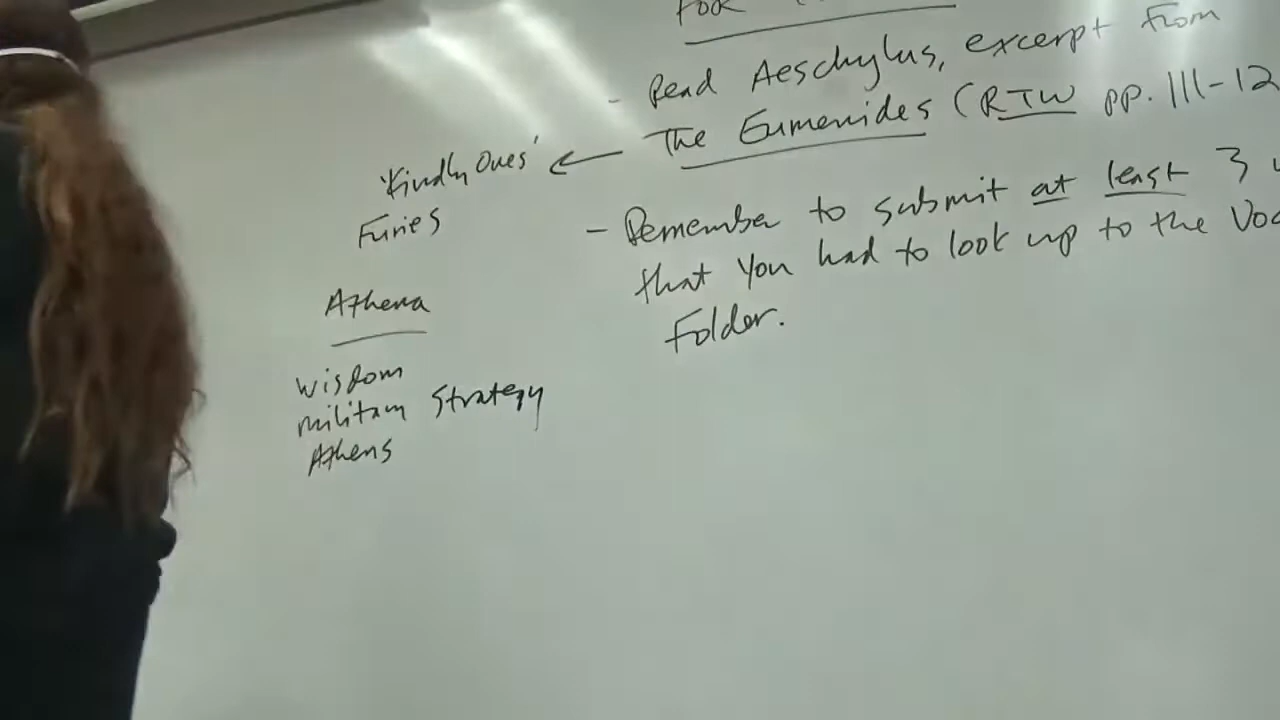 - Read Aeschylus, excerpt from
The Eumenides (RTW pp. 111-12
'Kindly Ones' ←
Furies
- Remember to submit at least 3
that you had to look up to the Voc
Folder.
Athena
wisdom
military strategy
Athens